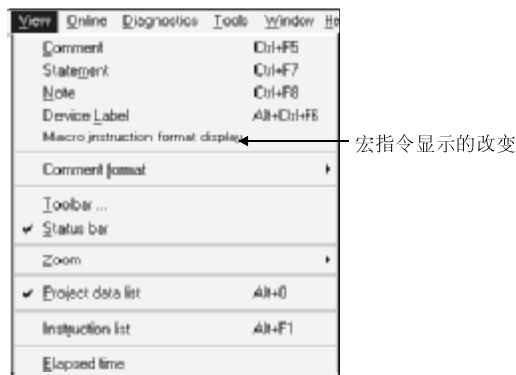 View Online Diagnostics Tools Window He
Comment Ctrl+F5
Statement Ctrl+F7
Note Ctrl+F8
Device Label Alt+Ctrl+F6
Macro instruction format display
宏指令显示的改变
Comment format
Toolbar ...
Status bar
Zoom
Project data list Alt+0
Instruction list Alt+F1
Elapsed time